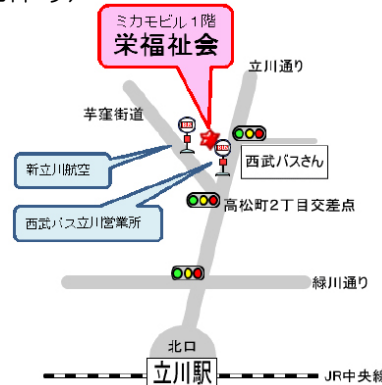 ミカモビル1階
栄福祉会
立川通り
芋窪街道
新立川航空
西武バスさん
西武バス立川営業所
高松町2丁目交差点
緑川通り
北口
立川駅
JR中央線